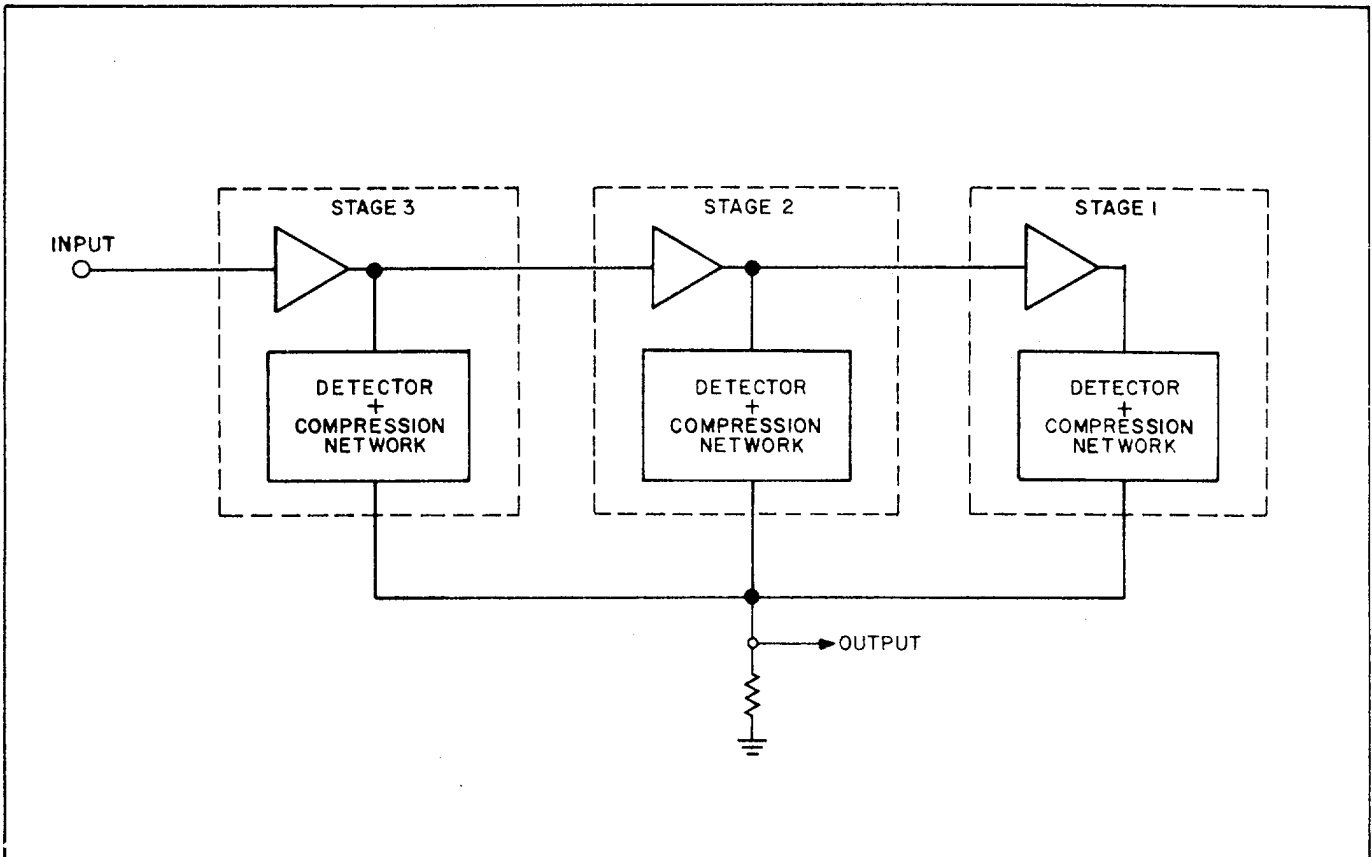 STAGE 3
STAGE 2
STAGE 1
INPUT
DETECTOR
+
COMPRESSION
NETWORK
DETECTOR
+
COMPRESSION
NETWORK
DETECTOR
+
COMPRESSION
NETWORK
OUTPUT